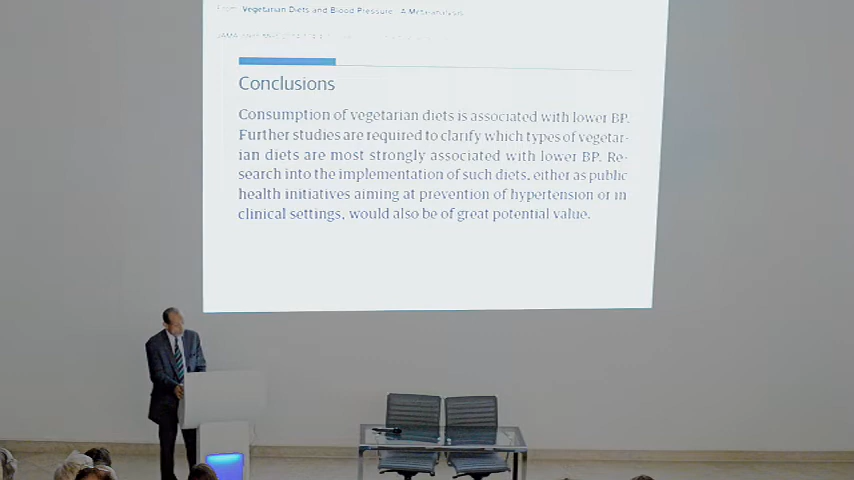 From: Vegetarian Diets and Blood Pressure: A Meta-analysis
Conclusions
Consumption of vegetarian diets is associated with lower BP.
Further studies are required to clarify which types of vegetar-
ian diets are most strongly associated with lower BP. Re-
search into the implementation of such diets, either as public
health initiatives aiming at prevention of hypertension or in
clinical settings, would also be of great potential value.